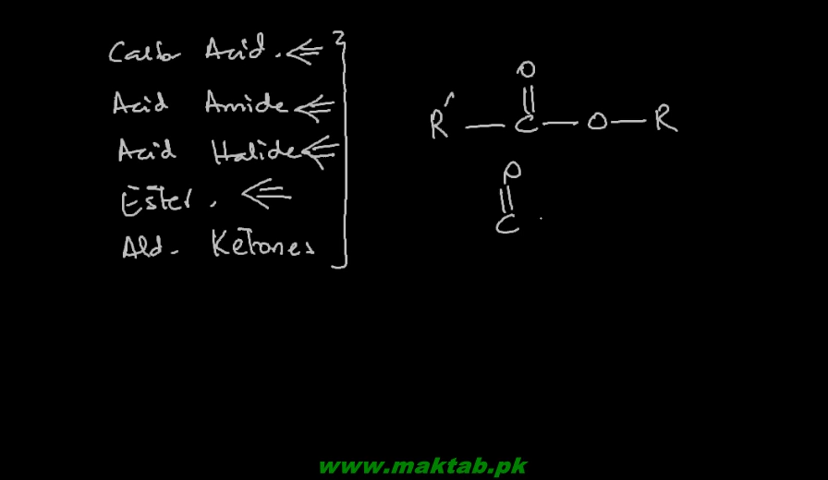 Carbo Acid.
Acid Amide
Acid Halide
Ester.
Ald. Ketones
O
R' — C — O — R
O
C
www.maktab.pk